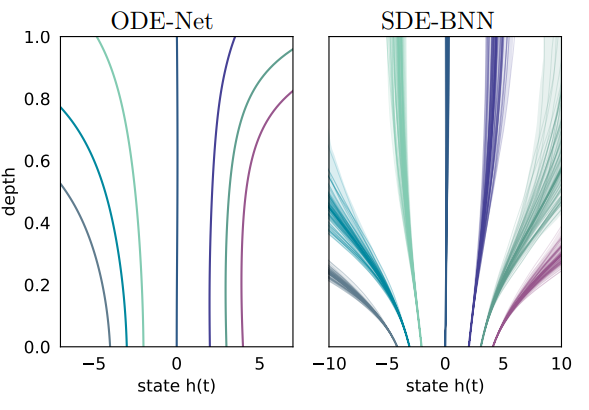 ODE-Net
SDE-BNN
depth
1.0
0.8
0.6
0.4
0.2
0.0
−5
0
5
state h(t)
−10
−5
0
5
10
state h(t)